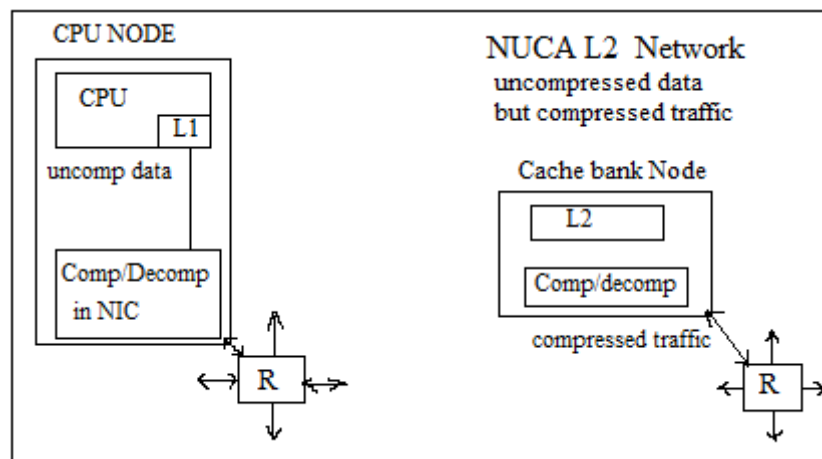 CPU NODE
CPU
L1
uncomp data
Comp/Decomp
in NIC
R
NUCA L2 Network
uncompressed data
but compressed traffic
Cache bank Node
L2
Comp/decomp
compressed traffic
R